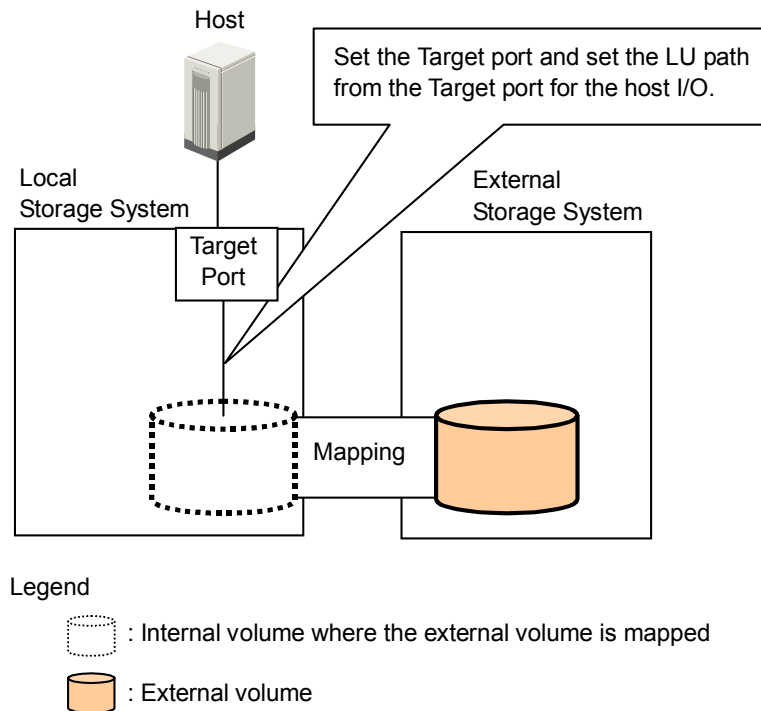 Host
Set the Target port and set the LU path
from the Target port for the host I/O.
Local
Storage System
External
Storage System
Target
Port
Mapping
Legend
: Internal volume where the external volume is mapped
: External volume